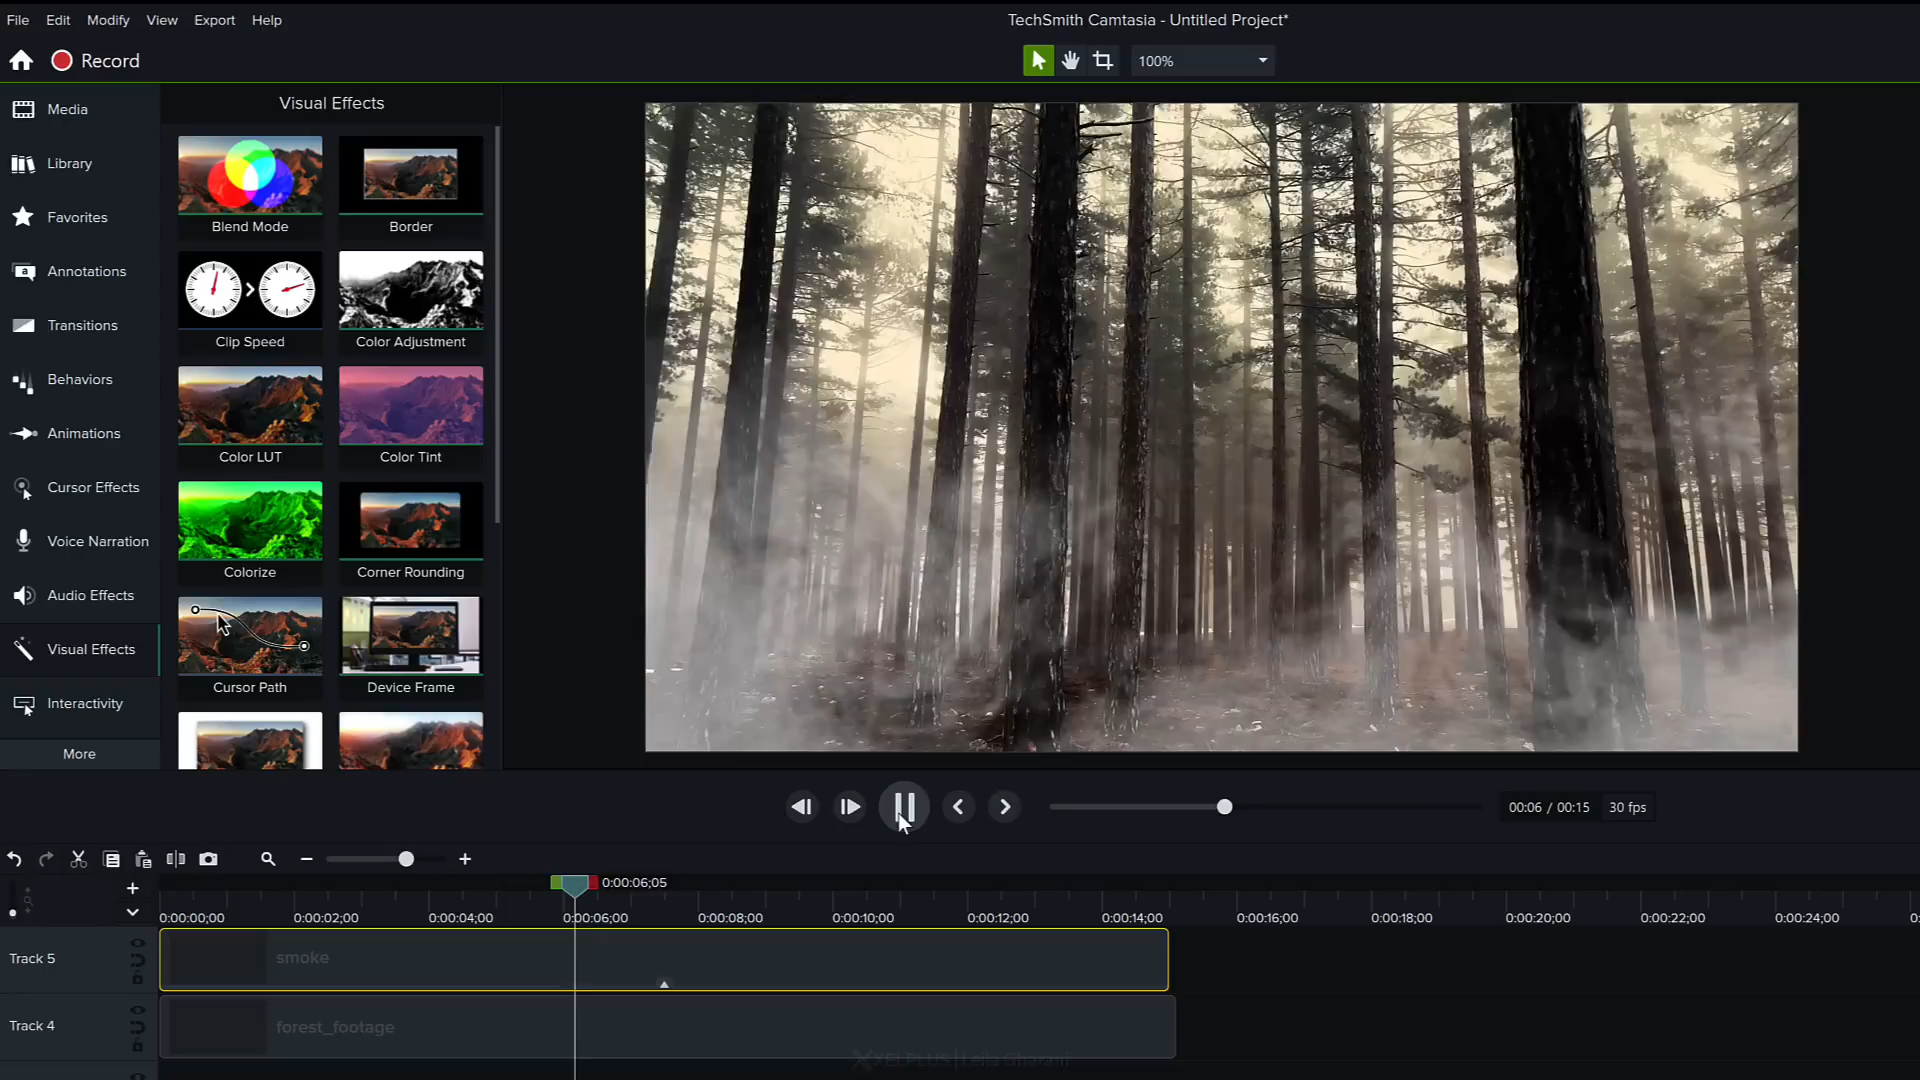 File Edit Modify View Export Help
TechSmith Camtasia - Untitled Project*
Record
100%
Media
Library
Favorites
Annotations
Transitions
Behaviors
Animations
Cursor Effects
Voice Narration
Audio Effects
Visual Effects
Interactivity
More
Visual Effects
Blend Mode
Border
Clip Speed
Color Adjustment
Color LUT
Color Tint
Colorize
Corner Rounding
Cursor Path
Device Frame
00:06 / 00:15
30 fps
0:00:06;05
0:00:00;00 0:00:02;00 0:00:04;00 0:00:06;00 0:00:08;00 0:00:10;00 0:00:12;00 0:00:14;00 0:00:16;00 0:00:18;00 0:00:20;00 0:00:22;00 0:00:24;00
Track 5
smoke
Track 4
forest_footage
XELPLUS | Leila Gharani